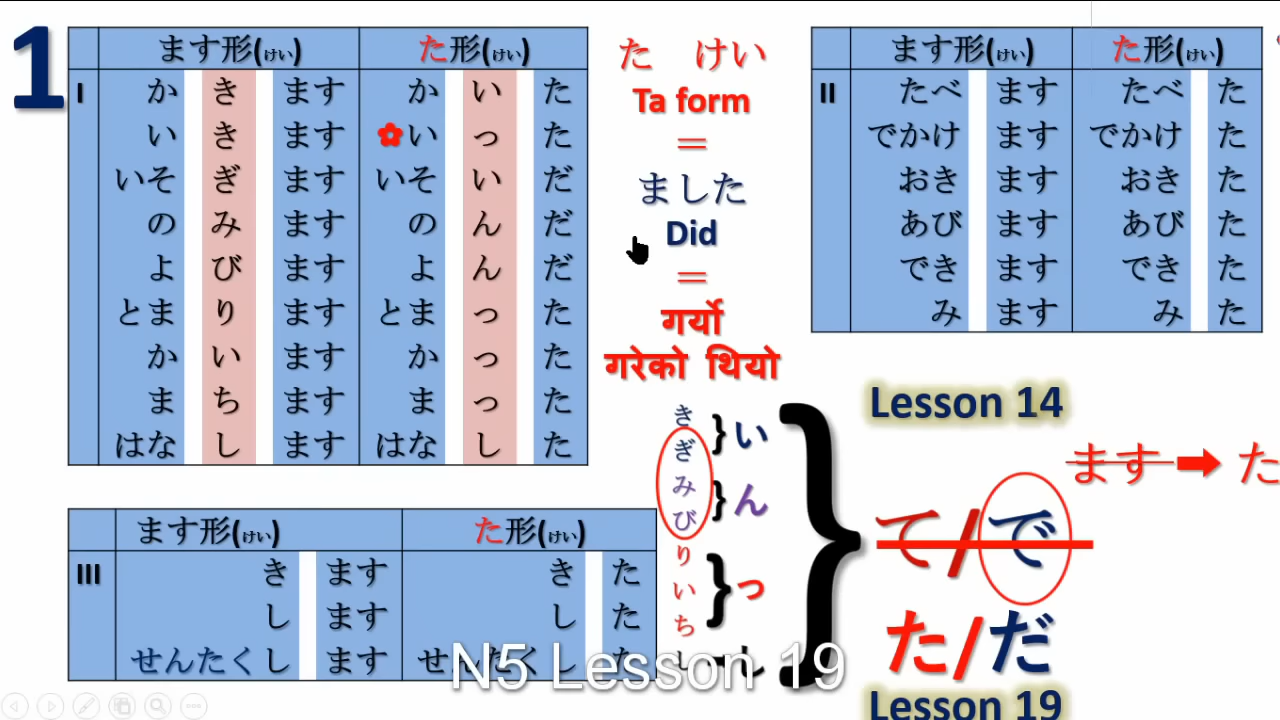 1
ます形(けい) た形(けい)
I か き ます か い た
い き ます ✿い っ た
いそ ぎ ます いそ い だ
の み ます の ん だ
よ び ます よ ん だ
とま り ます とま っ た
か い ます か っ た
ま ち ます ま っ た
はな し ます はな し た
た けい
Ta form
=
ました
Did
=
गर्यो
गरेको थियो
ます形(けい) た形(けい)
II たべ ます たべ た
でかけ ます でかけ た
おき ます おき た
あび ます あび た
でき ます でき た
み ます み た
ます形(けい) た形(けい)
III き ます き た
し ます し た
せんたくし ます せんたくし た
き
ぎ } い
み
び } ん
り
い } っ
ち
し し
}
Lesson 14
ます ➡ た
て/で
た/だ
Lesson 19
N5 Lesson 19